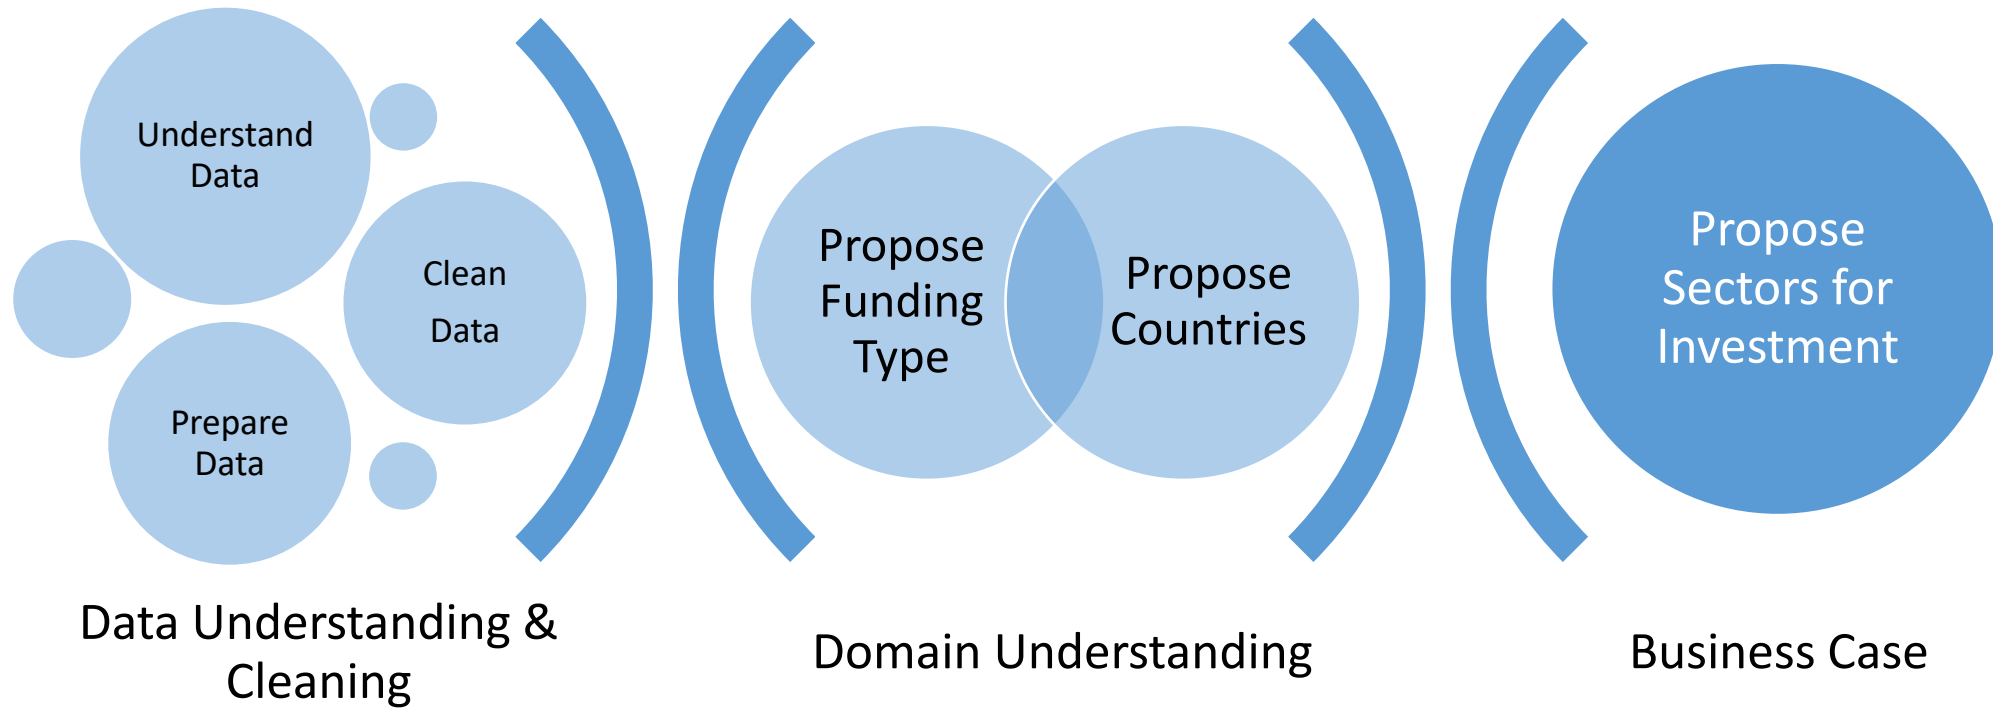 Understand
Data
Clean
Data
Prepare
Data
Data Understanding &
Cleaning
Propose
Funding
Type
Propose
Countries
Domain Understanding
Propose
Sectors for
Investment
Business Case